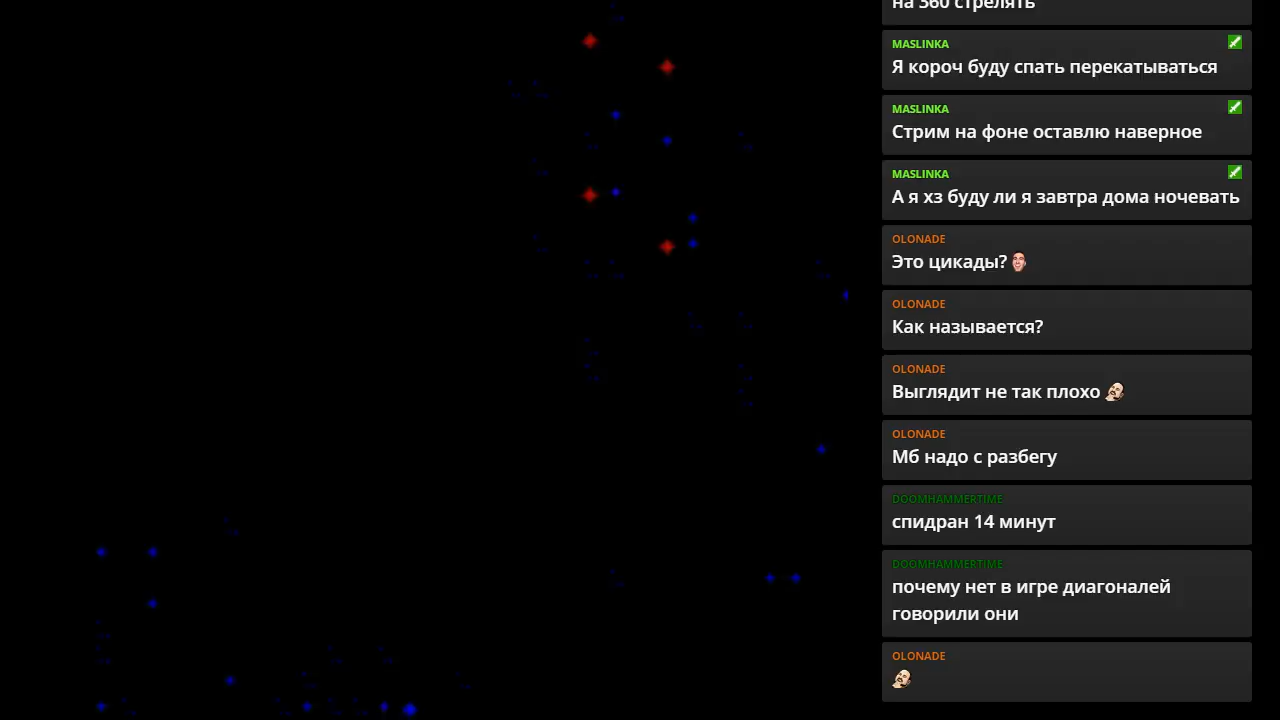 на 360 стрелять
MASLINKA
Я короч буду спать перекатываться
MASLINKA
Стрим на фоне оставлю наверное
MASLINKA
А я хз буду ли я завтра дома ночевать
OLONADE
Это цикады?
OLONADE
Как называется?
OLONADE
Выглядит не так плохо
OLONADE
Мб надо с разбегу
DOOMHAMMERTIME
спидран 14 минут
DOOMHAMMERTIME
почему нет в игре диагоналей
говорили они
OLONADE